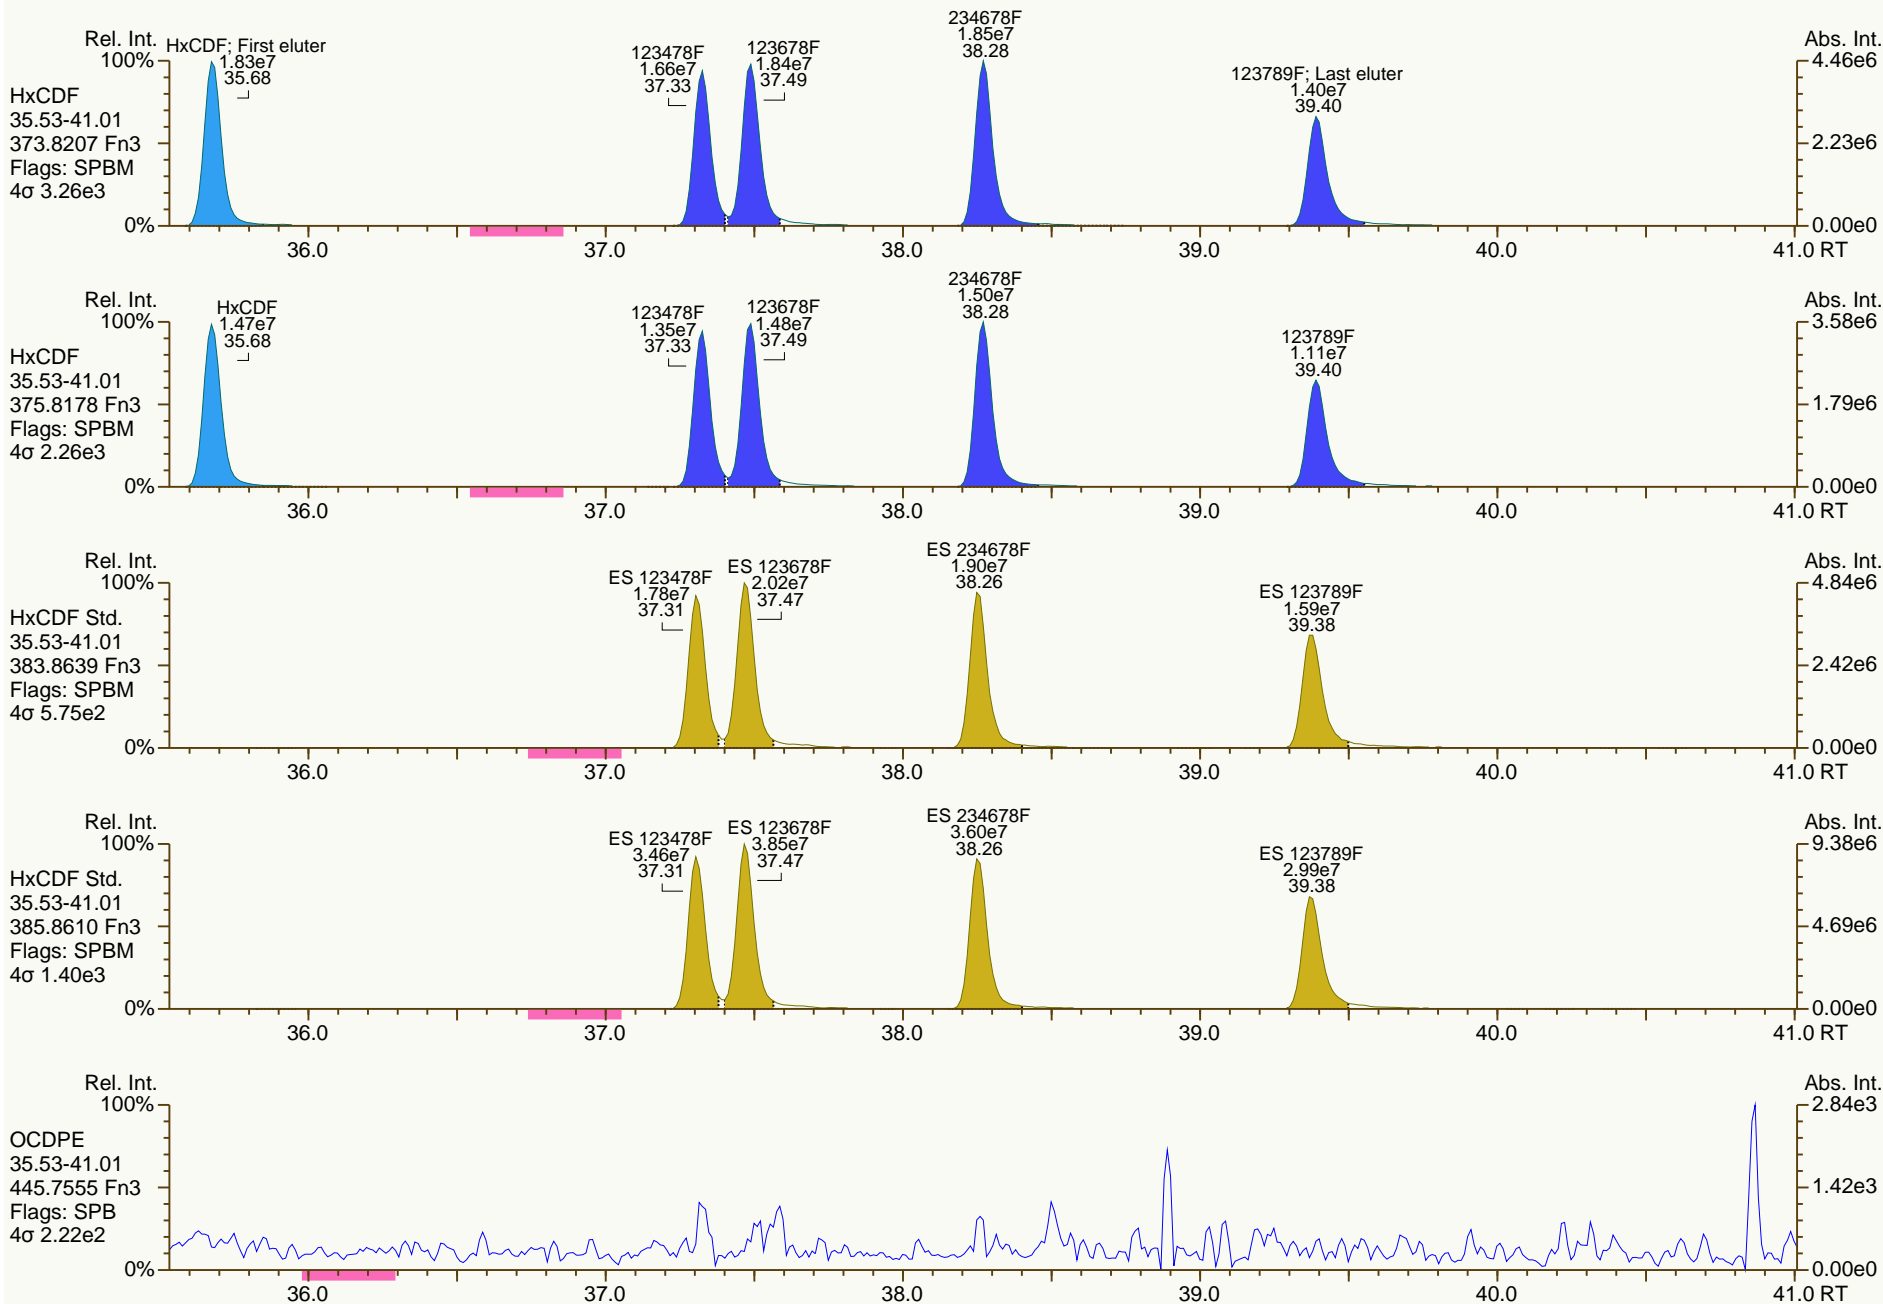 Rel. Int.
100%
0%
HxCDF
35.53-41.01
373.8207 Fn3
Flags: SPBM
4σ 3.26e3
HxCDF; First eluter
1.83e7
35.68
123478F
1.66e7
37.33
123678F
1.84e7
37.49
234678F
1.85e7
38.28
123789F; Last eluter
1.40e7
39.40
Abs. Int.
4.46e6
2.23e6
0.00e0
36.0 37.0 38.0 39.0 40.0 41.0 RT
Rel. Int.
100%
0%
HxCDF
35.53-41.01
375.8178 Fn3
Flags: SPBM
4σ 2.26e3
HxCDF
1.47e7
35.68
123478F
1.35e7
37.33
123678F
1.48e7
37.49
234678F
1.50e7
38.28
123789F
1.11e7
39.40
Abs. Int.
3.58e6
1.79e6
0.00e0
36.0 37.0 38.0 39.0 40.0 41.0 RT
Rel. Int.
100%
0%
HxCDF Std.
35.53-41.01
383.8639 Fn3
Flags: SPBM
4σ 5.75e2
ES 123478F
1.78e7
37.31
ES 123678F
2.02e7
37.47
ES 234678F
1.90e7
38.26
ES 123789F
1.59e7
39.38
Abs. Int.
4.84e6
2.42e6
0.00e0
36.0 37.0 38.0 39.0 40.0 41.0 RT
Rel. Int.
100%
0%
HxCDF Std.
35.53-41.01
385.8610 Fn3
Flags: SPBM
4σ 1.40e3
ES 123478F
3.46e7
37.31
ES 123678F
3.85e7
37.47
ES 234678F
3.60e7
38.26
ES 123789F
2.99e7
39.38
Abs. Int.
9.38e6
4.69e6
0.00e0
36.0 37.0 38.0 39.0 40.0 41.0 RT
Rel. Int.
100%
0%
OCDPE
35.53-41.01
445.7555 Fn3
Flags: SPB
4σ 2.22e2
Abs. Int.
2.84e3
1.42e3
0.00e0
36.0 37.0 38.0 39.0 40.0 41.0 RT